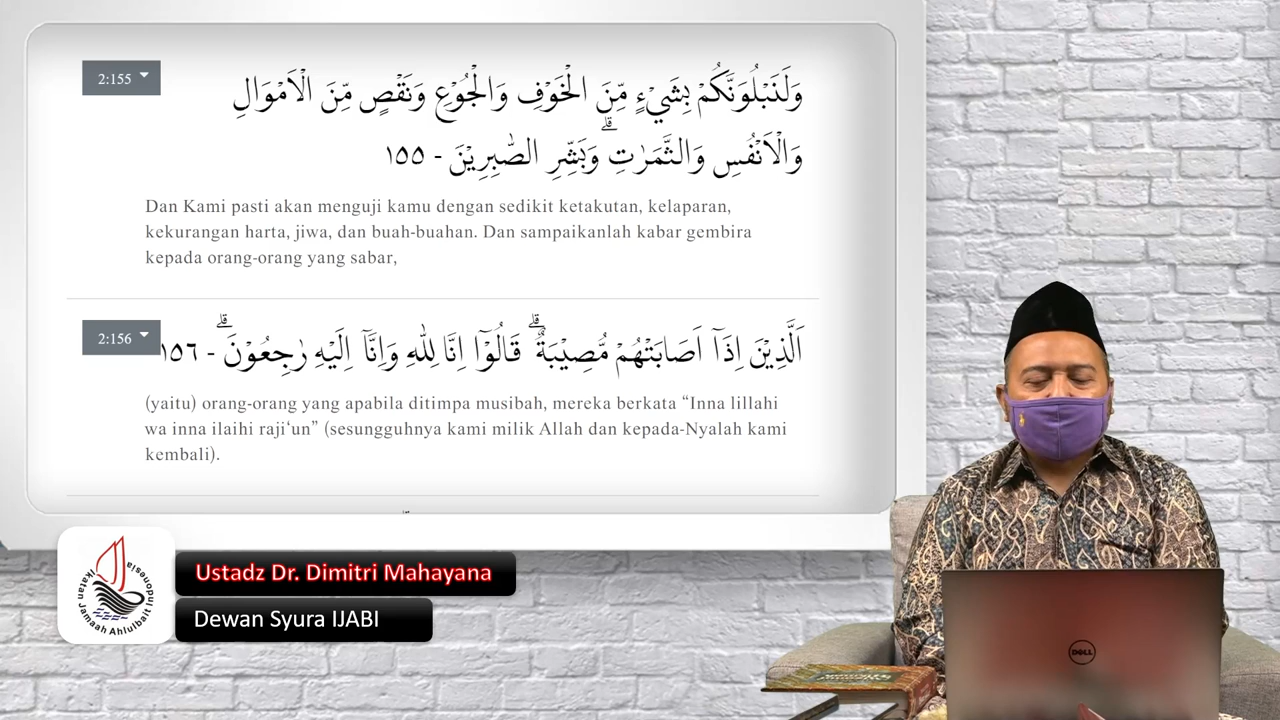 2:155
وَلَنَبْلُوَنَّكُمْ بِشَيْءٍ مِّنَ الْخَوْفِ وَالْجُوْعِ وَنَقْصٍ مِّنَ الْاَمْوَالِ
وَالْاَنْفُسِ وَالثَّمَرٰتِۗ وَبَشِّرِ الصّٰبِرِيْنَ - ١٥٥
Dan Kami pasti akan menguji kamu dengan sedikit ketakutan, kelaparan,
kekurangan harta, jiwa, dan buah-buahan. Dan sampaikanlah kabar gembira
kepada orang-orang yang sabar,
2:156
اَلَّذِيْنَ اِذَآ اَصَابَتْهُمْ مُّصِيْبَةٌۗ قَالُوْٓا اِنَّا لِلّٰهِ وَاِنَّآ اِلَيْهِ رٰجِعُوْنَۗ - ١٥٦
(yaitu) orang-orang yang apabila ditimpa musibah, mereka berkata “Inna lillahi
wa inna ilaihi raji‘un” (sesungguhnya kami milik Allah dan kepada-Nyalah kami
kembali).
Ikatan Jamaah Ahlulbait Indonesia
Ustadz Dr. Dimitri Mahayana
Dewan Syura IJABI
DELL